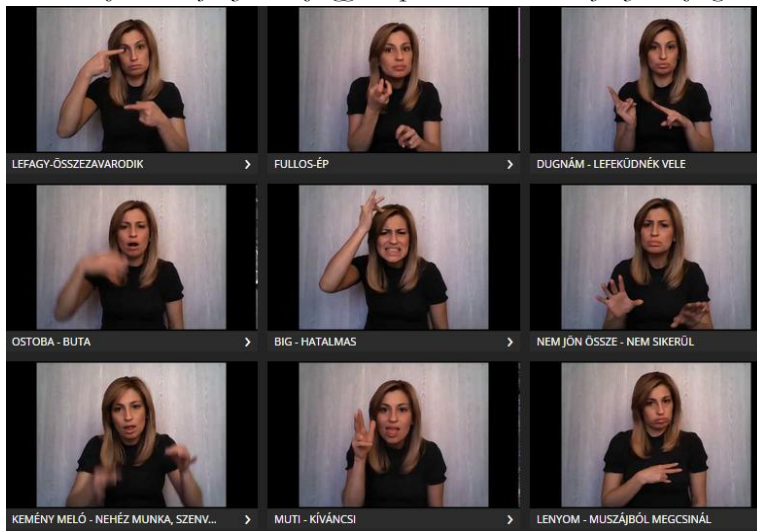 LEFAGY-ÖSSZEZAVARODIK
FULLOS-ÉP
DUGNÁM - LEFEKÜDNÉK VELE
OSTOBA - BUTA
BIG - HATALMAS
NEM JÖN ÖSSZE - NEM SIKERÜL
KEMÉNY MELÓ - NEHÉZ MUNKA, SZENV...
MUTI - KÍVÁNCSI
LENYOM - MUSZÁJBÓL MEGCSINÁL